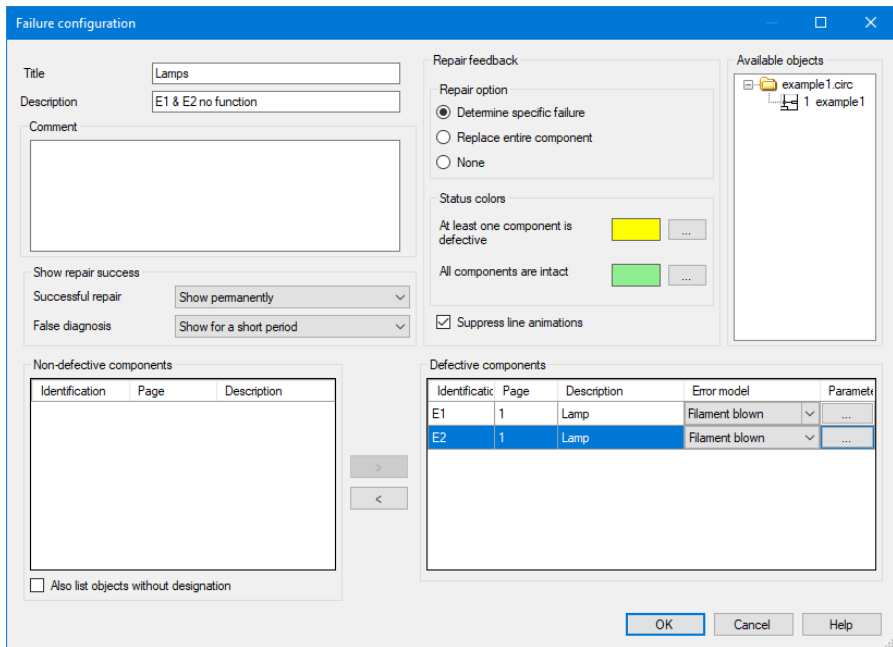 Failure configuration
Title
Lamps
Description
E1 & E2 no function
Comment
Show repair success
Successful repair
Show permanently
False diagnosis
Show for a short period
Repair feedback
Repair option
Determine specific failure
Replace entire component
None
Status colors
At least one component is
defective
...
All components are intact
...
Suppress line animations
Available objects
example1.circ
1 example1
Non-defective components
Identification Page Description
>
<
Also list objects without designation
Defective components
Identificatic Page Description Error model Paramete
E1 1 Lamp Filament blown ...
E2 1 Lamp Filament blown ...
OK Cancel Help